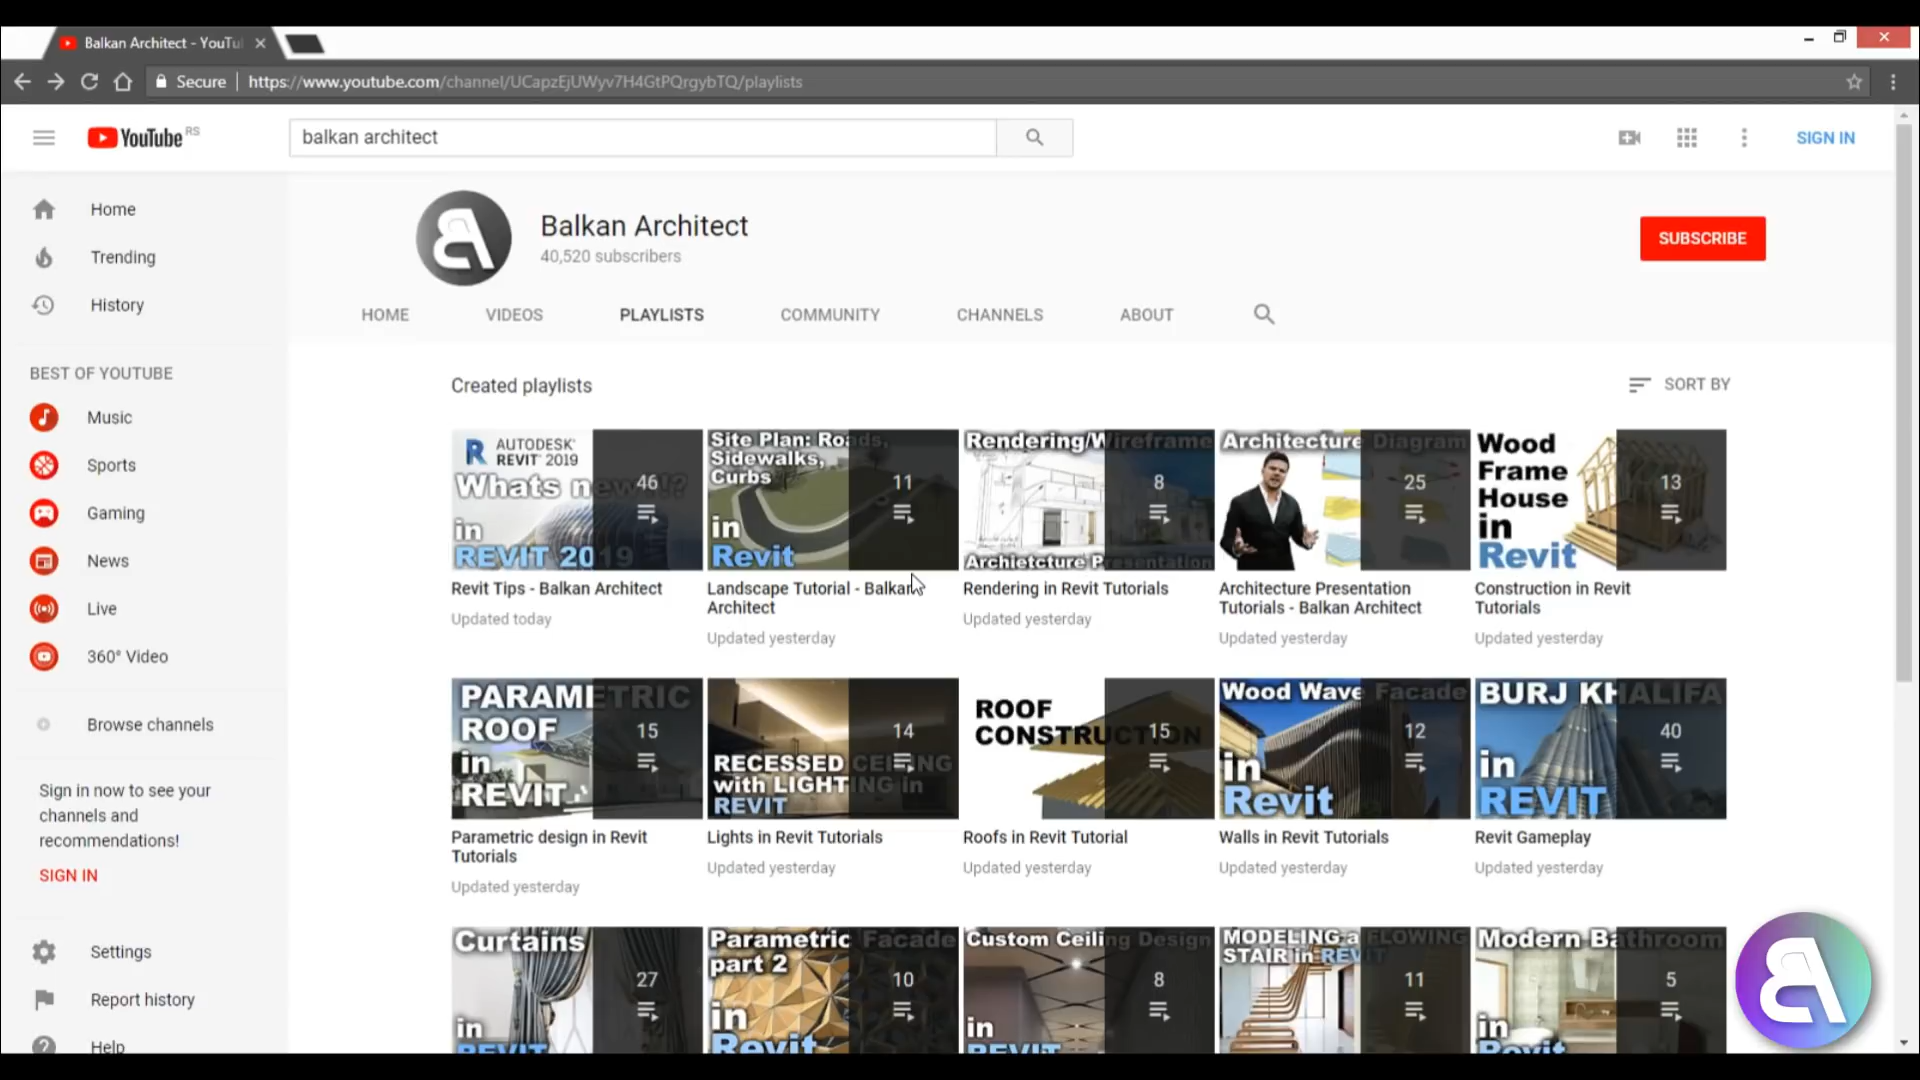 Balkan Architect - YouTu
Secure | https://www.youtube.com/channel/UCapzEjUWyv7H4GtPQrgybTQ/playlists
YouTube RS
balkan architect
SIGN IN
Home
Trending
History
BEST OF YOUTUBE
Music
Sports
Gaming
News
Live
360° Video
Browse channels
Sign in now to see your
channels and
recommendations!
SIGN IN
Settings
Report history
Help
Balkan Architect
40,520 subscribers
SUBSCRIBE
HOME VIDEOS PLAYLISTS COMMUNITY CHANNELS ABOUT
Created playlists
SORT BY
R AUTODESK
REVIT 2019
Whats new!?
in
REVIT 2019
46
Revit Tips - Balkan Architect
Updated today
Site Plan: Roads,
Sidewalks,
Curbs
in
Revit
11
Landscape Tutorial - Balkan
Architect
Updated yesterday
Rendering/Wireframe
Archietcture Presentation
8
Rendering in Revit Tutorials
Updated yesterday
Architecture Diagram
25
Architecture Presentation
Tutorials - Balkan Architect
Updated yesterday
Wood
Frame
House
in
Revit
13
Construction in Revit
Tutorials
Updated yesterday
PARAMETRIC
ROOF
in
REVIT
15
Parametric design in Revit
Tutorials
Updated yesterday
RECESSED CEILING
with LIGHTING in
REVIT
14
Lights in Revit Tutorials
Updated yesterday
ROOF
CONSTRUCTION
15
Roofs in Revit Tutorial
Updated yesterday
Wood Wave Facade
in
Revit
12
Walls in Revit Tutorials
Updated yesterday
BURJ KHALIFA
in
REVIT
40
Revit Gameplay
Updated yesterday
Curtains
in
REVIT
27
Parametric Facade
part 2
in
Revit
10
Custom Ceiling Design
in
REVIT
8
MODELING a FLOWING
STAIR in REVIT
11
Modern Bathroom
in
Revit
5